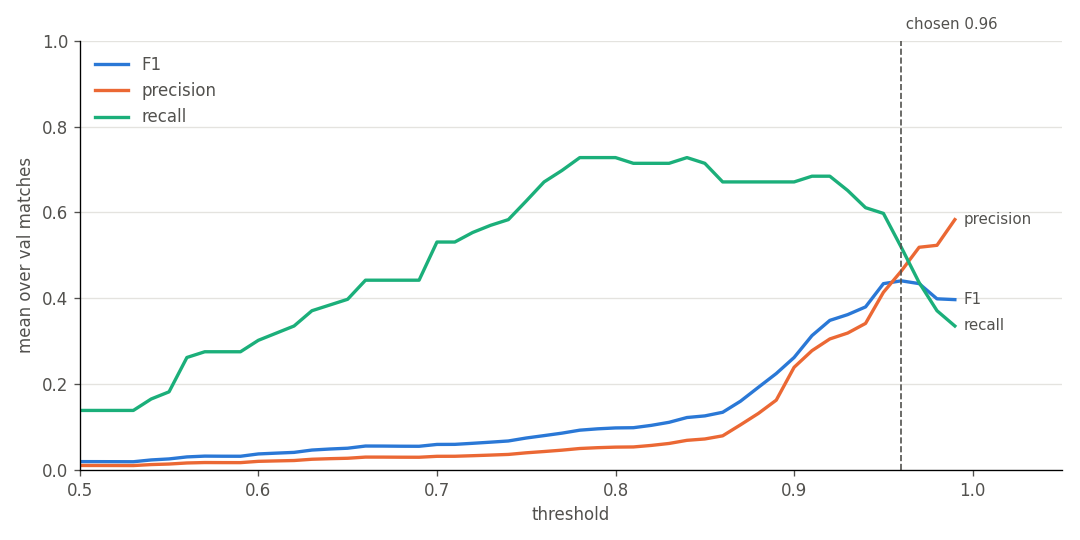 chosen 0.96
1.0
0.8
0.6
0.4
0.2
0.0
mean over val matches
F1
precision
recall
precision
F1
recall
0.5 0.6 0.7 0.8 0.9 1.0
threshold